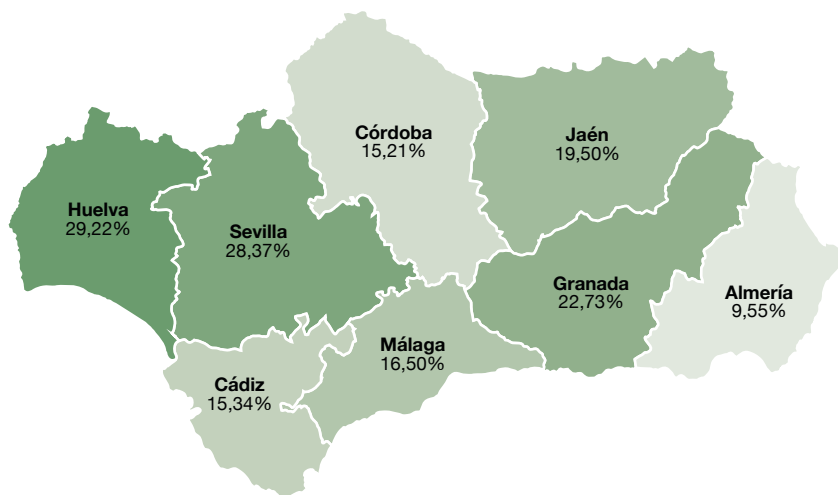 Córdoba
15,21%
Jaén
19,50%
Huelva
29,22%
Sevilla
28,37%
Granada
22,73%
Almería
9,55%
Málaga
16,50%
Cádiz
15,34%